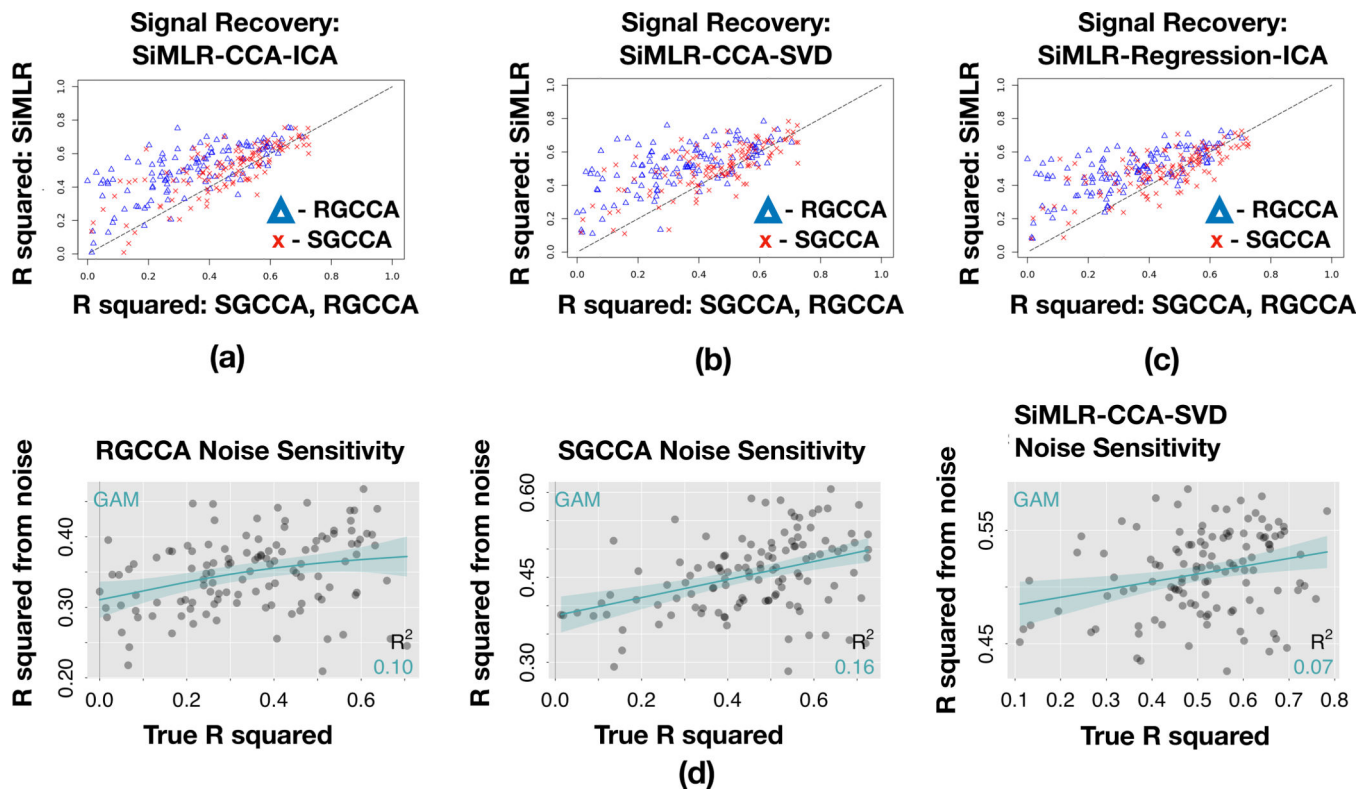 Signal Recovery:
SiMLR-CCA-ICA
R squared: SiMLR
1.0
0.8
0.6
0.4
0.2
0.0
Δ - RGCCA
x - SGCCA
0.0 0.2 0.4 0.6 0.8 1.0
R squared: SGCCA, RGCCA
(a)
Signal Recovery:
SiMLR-CCA-SVD
R squared: SiMLR
1.0
0.8
0.6
0.4
0.2
0.0
Δ - RGCCA
x - SGCCA
0.0 0.2 0.4 0.6 0.8 1.0
R squared: SGCCA, RGCCA
(b)
Signal Recovery:
SiMLR-Regression-ICA
R squared: SiMLR
1.0
0.8
0.6
0.4
0.2
0.0
Δ - RGCCA
x - SGCCA
0.0 0.2 0.4 0.6 0.8 1.0
R squared: SGCCA, RGCCA
(c)
RGCCA Noise Sensitivity
R squared from noise
GAM
0.40
0.30
0.20
R²
0.10
0.0 0.2 0.4 0.6
True R squared
SGCCA Noise Sensitivity
R squared from noise
GAM
0.60
0.45
0.30
R²
0.16
0.0 0.1 0.2 0.3 0.4 0.5 0.6 0.7
True R squared
SiMLR-CCA-SVD
Noise Sensitivity
R squared from noise
GAM
0.55
0.45
R²
0.07
0.1 0.2 0.3 0.4 0.5 0.6 0.7 0.8
True R squared
(d)